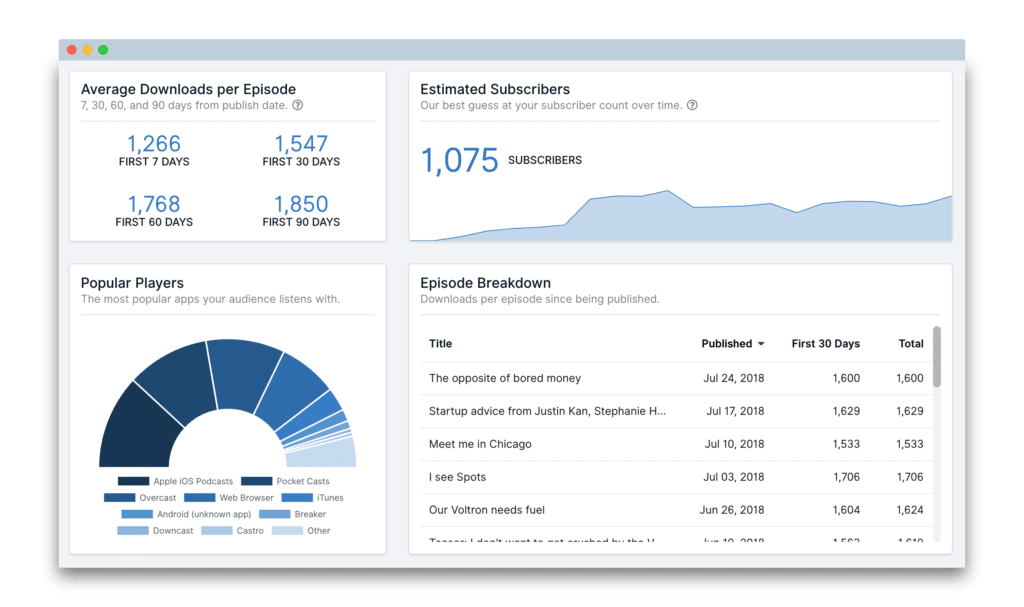 Average Downloads per Episode
7, 30, 60, and 90 days from publish date. ?
1,266 1,547
FIRST 7 DAYS FIRST 30 DAYS
1,768 1,850
FIRST 60 DAYS FIRST 90 DAYS
Estimated Subscribers
Our best guess at your subscriber count over time. ?
1,075 SUBSCRIBERS
Popular Players
The most popular apps your audience listens with.
Apple iOS Podcasts Pocket Casts
Overcast Web Browser iTunes
Android (unknown app) Breaker
Downcast Castro Other
Episode Breakdown
Downloads per episode since being published.
Title Published First 30 Days Total
The opposite of bored money Jul 24, 2018 1,600 1,600
Startup advice from Justin Kan, Stephanie H... Jul 17, 2018 1,629 1,629
Meet me in Chicago Jul 10, 2018 1,533 1,533
I see Spots Jul 03, 2018 1,706 1,706
Our Voltron needs fuel Jun 26, 2018 1,604 1,624